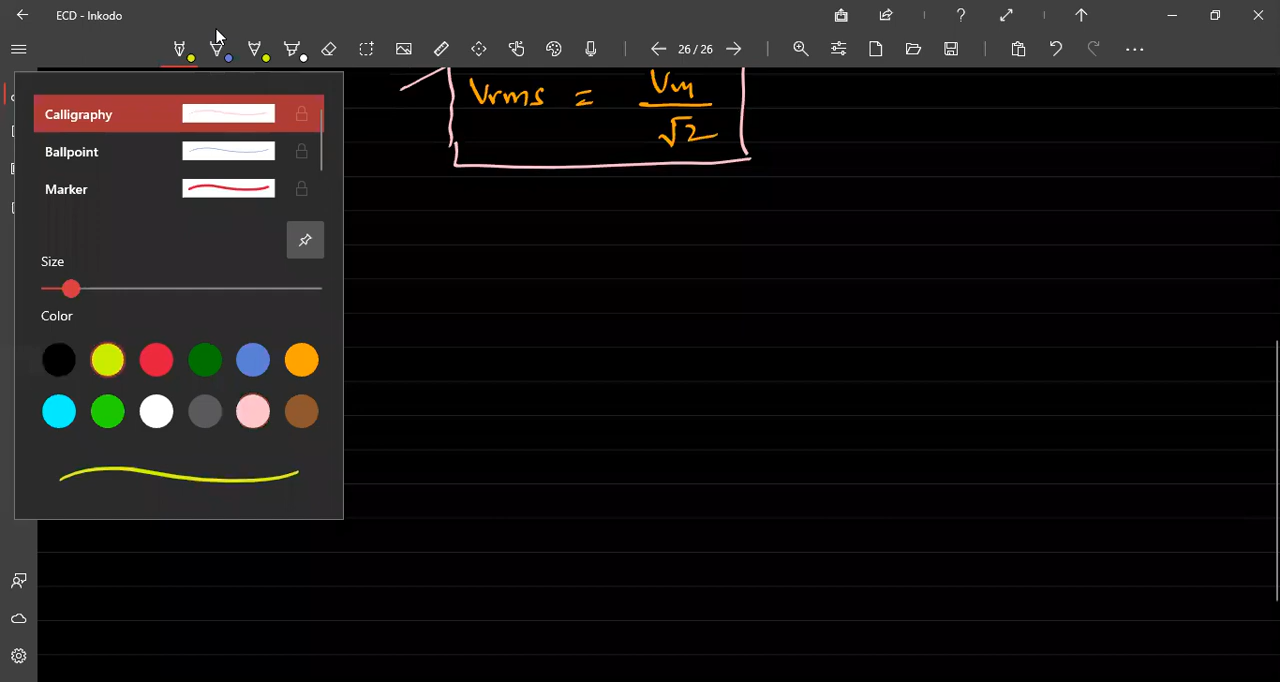 ECD - Inkodo
26 / 26
Calligraphy
Ballpoint
Marker
Size
Color
Vrms = Vm / √2